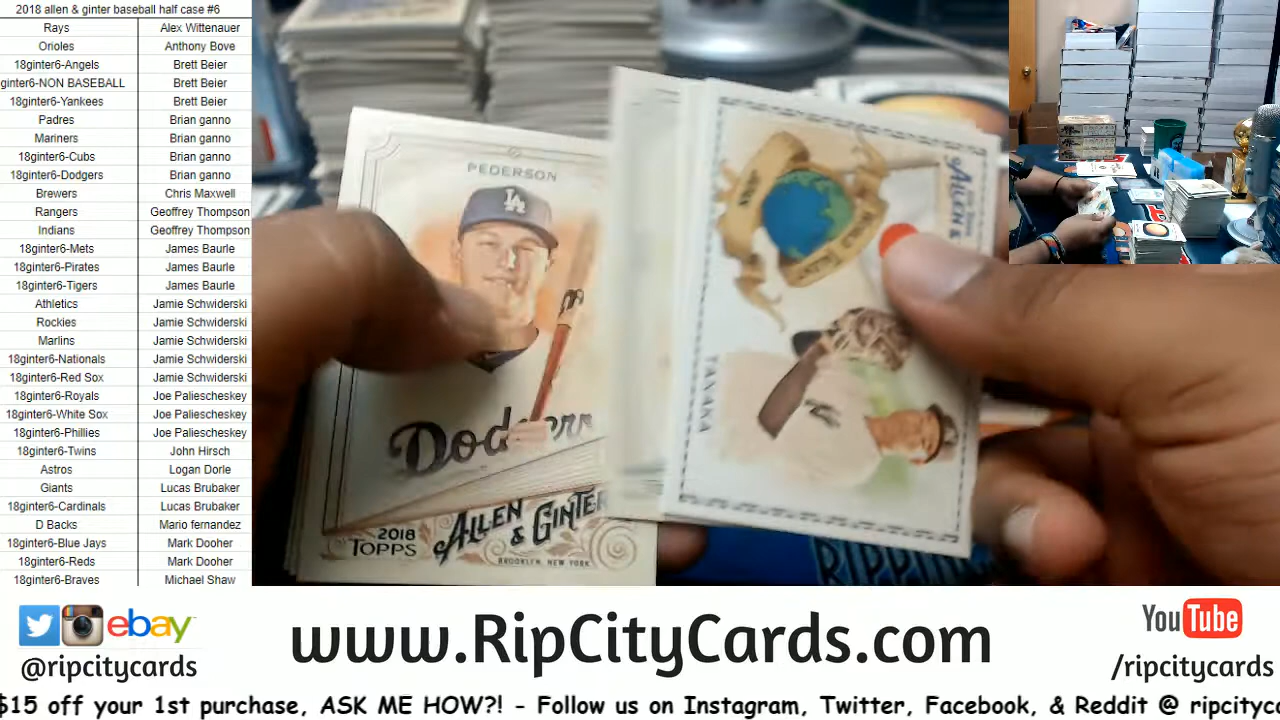 2018 allen & ginter baseball half case #6
Rays Alex Wittenauer
Orioles Anthony Bove
18ginter6-Angels Brett Beier
ginter6-NON BASEBALL Brett Beier
18ginter6-Yankees Brett Beier
Padres Brian ganno
Mariners Brian ganno
18ginter6-Cubs Brian ganno
18ginter6-Dodgers Brian ganno
Brewers Chris Maxwell
Rangers Geoffrey Thompson
Indians Geoffrey Thompson
18ginter6-Mets James Baurle
18ginter6-Pirates James Baurle
18ginter6-Tigers James Baurle
Athletics Jamie Schwiderski
Rockies Jamie Schwiderski
Marlins Jamie Schwiderski
18ginter6-Nationals Jamie Schwiderski
18ginter6-Red Sox Jamie Schwiderski
18ginter6-Royals Joe Paliescheskey
18ginter6-White Sox Joe Paliescheskey
18ginter6-Phillies Joe Paliescheskey
18ginter6-Twins John Hirsch
Astros Logan Dorle
Giants Lucas Brubaker
18ginter6-Cardinals Lucas Brubaker
D Backs Mario fernandez
18ginter6-Blue Jays Mark Dooher
18ginter6-Reds Mark Dooher
18ginter6-Braves Michael Shaw
PEDERSON
LA
Dodgers
2018
TOPPS
ALLEN
& GINTER
BROOKLYN, NEW YORK
ALLEN &
TANAKA
RIPPIN
ebay
@ripcitycards
www.RipCityCards.com
YouTube
/ripcitycards
$15 off your 1st purchase, ASK ME HOW?! - Follow us on Instagram, Twitter, Facebook, & Reddit @ ripcityc